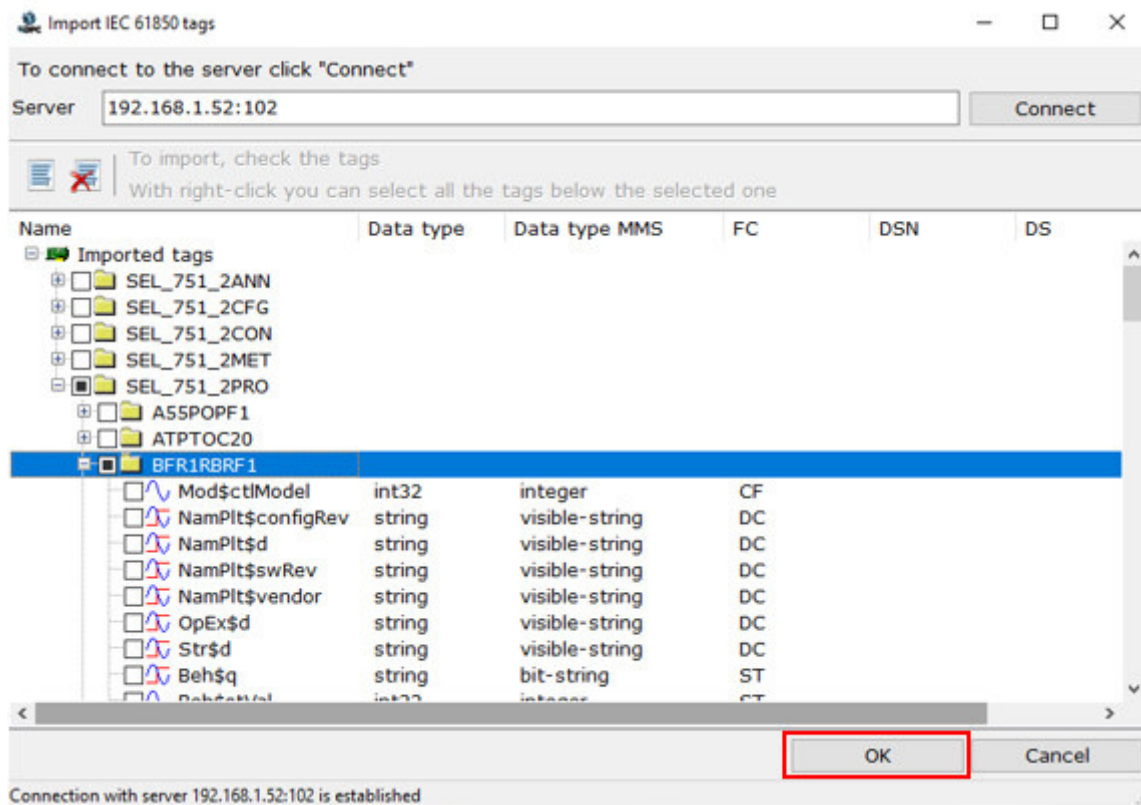 Import IEC 61850 tags
To connect to the server click "Connect"
Server 192.168.1.52:102 Connect
To import, check the tags
With right-click you can select all the tags below the selected one
Name Data type Data type MMS FC DSN DS
Imported tags
SEL_751_2ANN
SEL_751_2CFG
SEL_751_2CON
SEL_751_2MET
SEL_751_2PRO
A55POPF1
ATPTOC20
BFR1RBRF1
Mod$ctlModel int32 integer CF
NamPlt$configRev string visible-string DC
NamPlt$d string visible-string DC
NamPlt$swRev string visible-string DC
NamPlt$vendor string visible-string DC
OpEx$d string visible-string DC
Str$d string visible-string DC
Beh$q string bit-string ST
Beh$stVal int32 integer ST
OK Cancel
Connection with server 192.168.1.52:102 is established